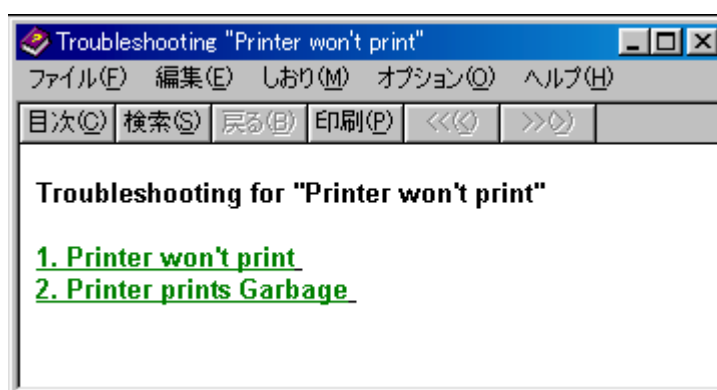 Troubleshooting "Printer won't print"
ファイル(F) 編集(E) しおり(M) オプション(O) ヘルプ(H)
目次(C) 検索(S) 戻る(B) 印刷(P) <<(<) >>(>)
Troubleshooting for "Printer won't print"
1. Printer won't print
2. Printer prints Garbage